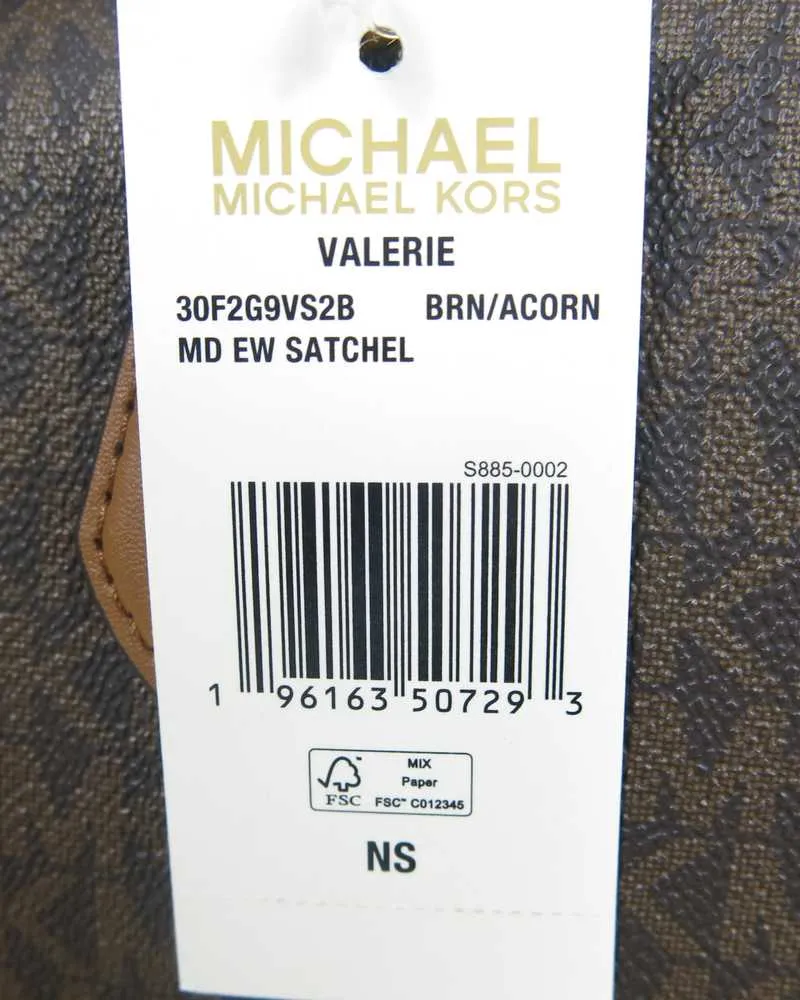 MICHAEL
MICHAEL KORS
VALERIE
30F2G9VS2B BRN/ACORN
MD EW SATCHEL
S885-0002
1 96163 50729 3
MIX
Paper
FSC FSC™ C012345
NS